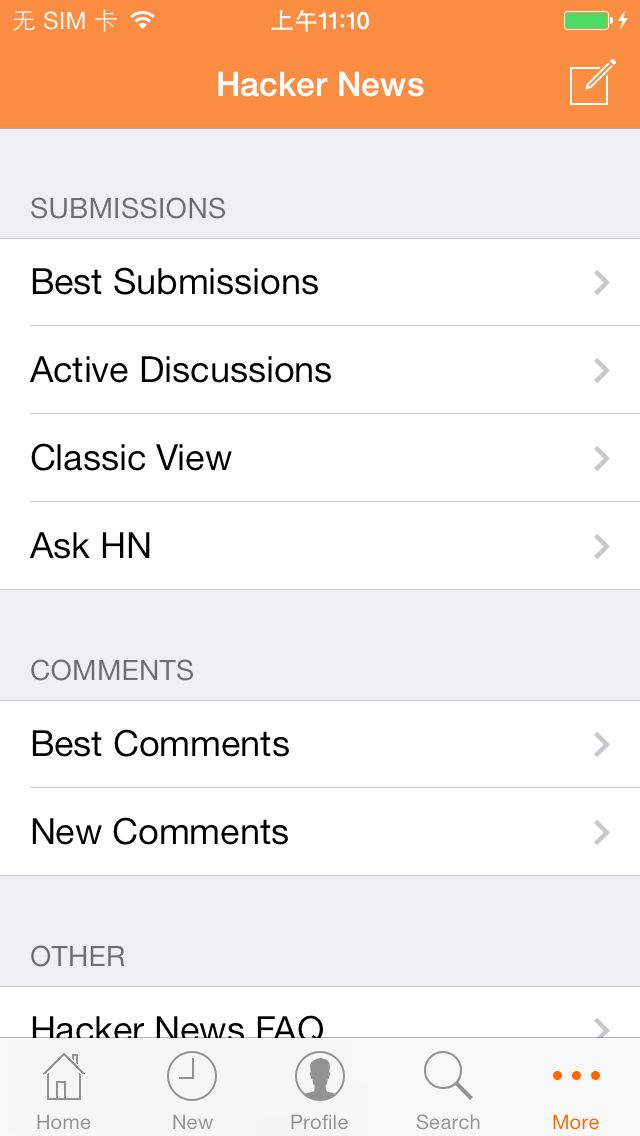 无 SIM 卡 上午11:10
Hacker News
SUBMISSIONS
Best Submissions
Active Discussions
Classic View
Ask HN
COMMENTS
Best Comments
New Comments
OTHER
Hacker News FAQ
Home New Profile Search More